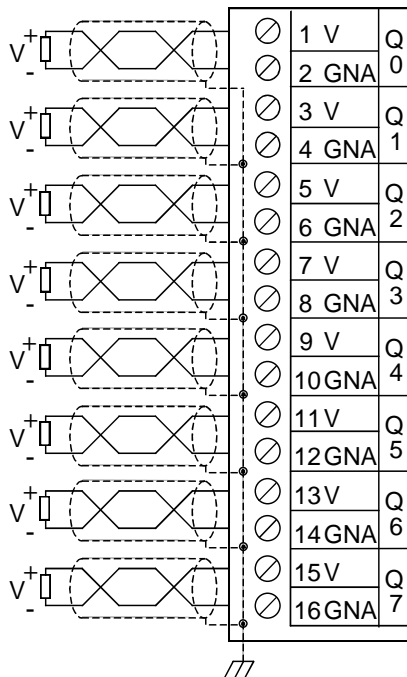 V + - 1 V Q 0
2 GNA
V + - 3 V Q 1
4 GNA
V + - 5 V Q 2
6 GNA
V + - 7 V Q 3
8 GNA
V + - 9 V Q 4
10 GNA
V + - 11 V Q 5
12 GNA
V + - 13 V Q 6
14 GNA
V + - 15 V Q 7
16 GNA